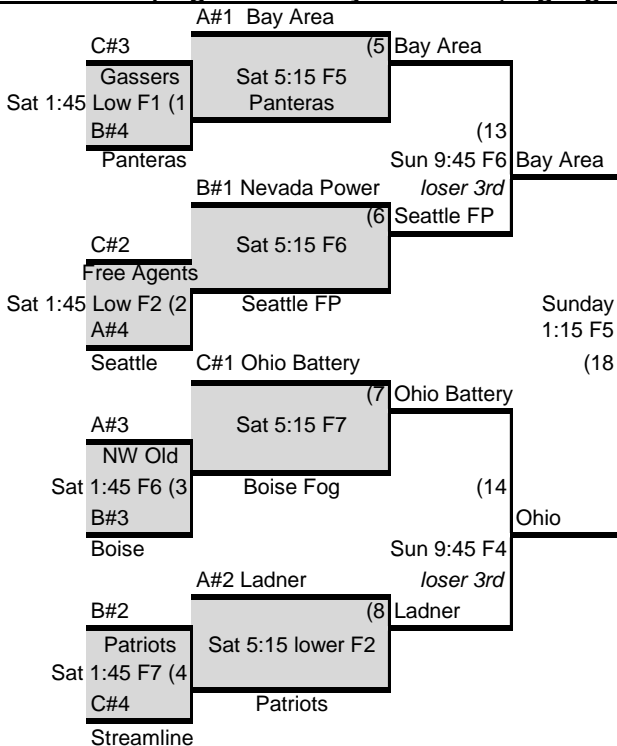 A#1 Bay Area
C#3
(5 Bay Area
Gassers
Sat 5:15 F5
Sat 1:45 Low F1 (1
Panteras
B#4
(13
Panteras
Sun 9:45 F6 Bay Area
B#1 Nevada Power
loser 3rd
(6 Seattle FP
C#2
Sat 5:15 F6
Free Agents
Sat 1:45 Low F2 (2
Seattle FP
Sunday
A#4
1:15 F5
Seattle
C#1 Ohio Battery
(18
(7 Ohio Battery
A#3
Sat 5:15 F7
NW Old
Sat 1:45 F6 (3
Boise Fog
(14
B#3
Ohio
Boise
Sun 9:45 F4
A#2 Ladner
loser 3rd
B#2
(8 Ladner
Patriots
Sat 5:15 lower F2
Sat 1:45 F7 (4
C#4
Patriots
Streamline